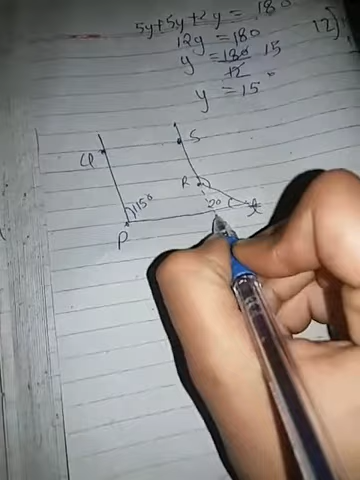 5y+5y+2y = 180
12y = 180
y = 180 15
12
y = 15°
12)
Q
S
R
115°
20
P